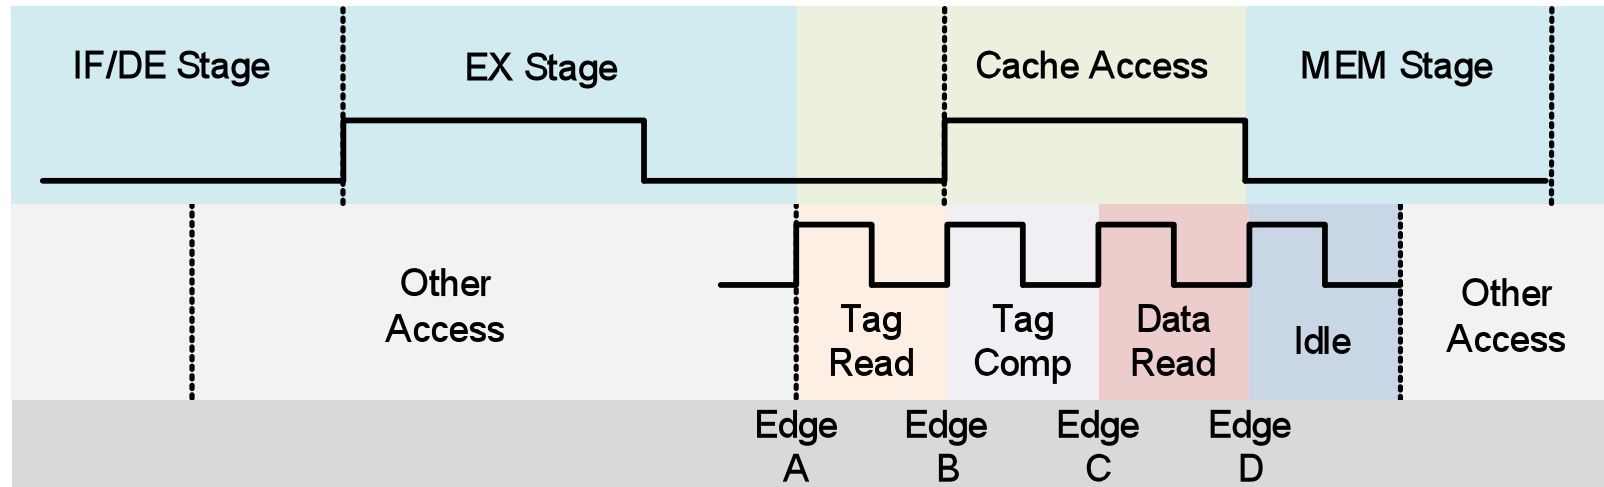 IF/DE Stage
EX Stage
Cache Access
MEM Stage
Other
Access
Tag
Read
Tag
Comp
Data
Read
Idle
Other
Access
Edge
A
Edge
B
Edge
C
Edge
D